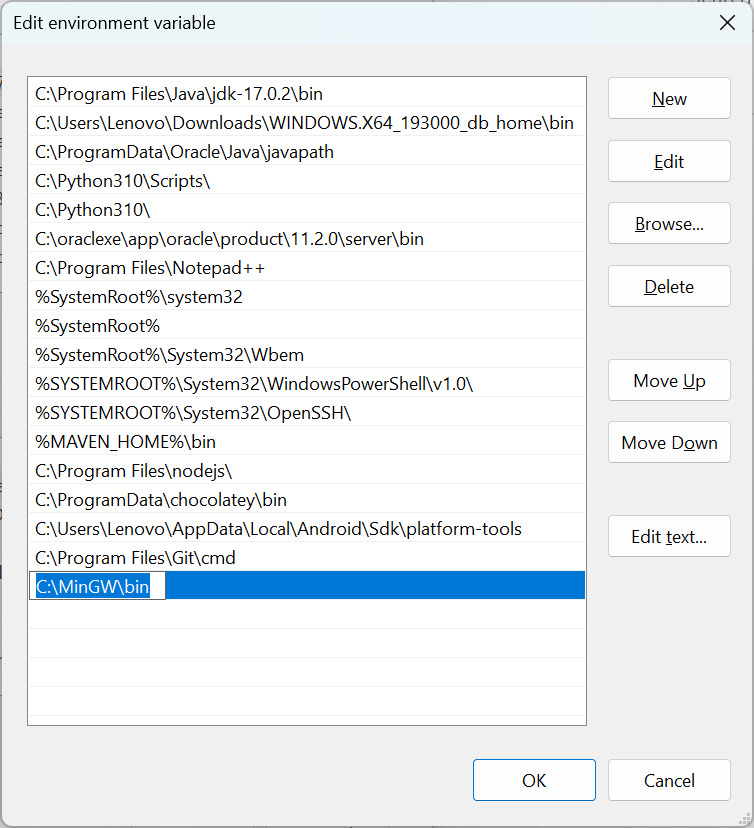 Edit environment variable
C:\Program Files\Java\jdk-17.0.2\bin
C:\Users\Lenovo\Downloads\WINDOWS.X64_193000_db_home\bin
C:\ProgramData\Oracle\Java\javapath
C:\Python310\Scripts\
C:\Python310\
C:\oraclexe\app\oracle\product\11.2.0\server\bin
C:\Program Files\Notepad++
%SystemRoot%\system32
%SystemRoot%
%SystemRoot%\System32\Wbem
%SYSTEMROOT%\System32\WindowsPowerShell\v1.0\
%SYSTEMROOT%\System32\OpenSSH\
%MAVEN_HOME%\bin
C:\Program Files\nodejs\
C:\ProgramData\chocolatey\bin
C:\Users\Lenovo\AppData\Local\Android\Sdk\platform-tools
C:\Program Files\Git\cmd
C:\MinGW\bin
New
Edit
Browse...
Delete
Move Up
Move Down
Edit text...
OK
Cancel